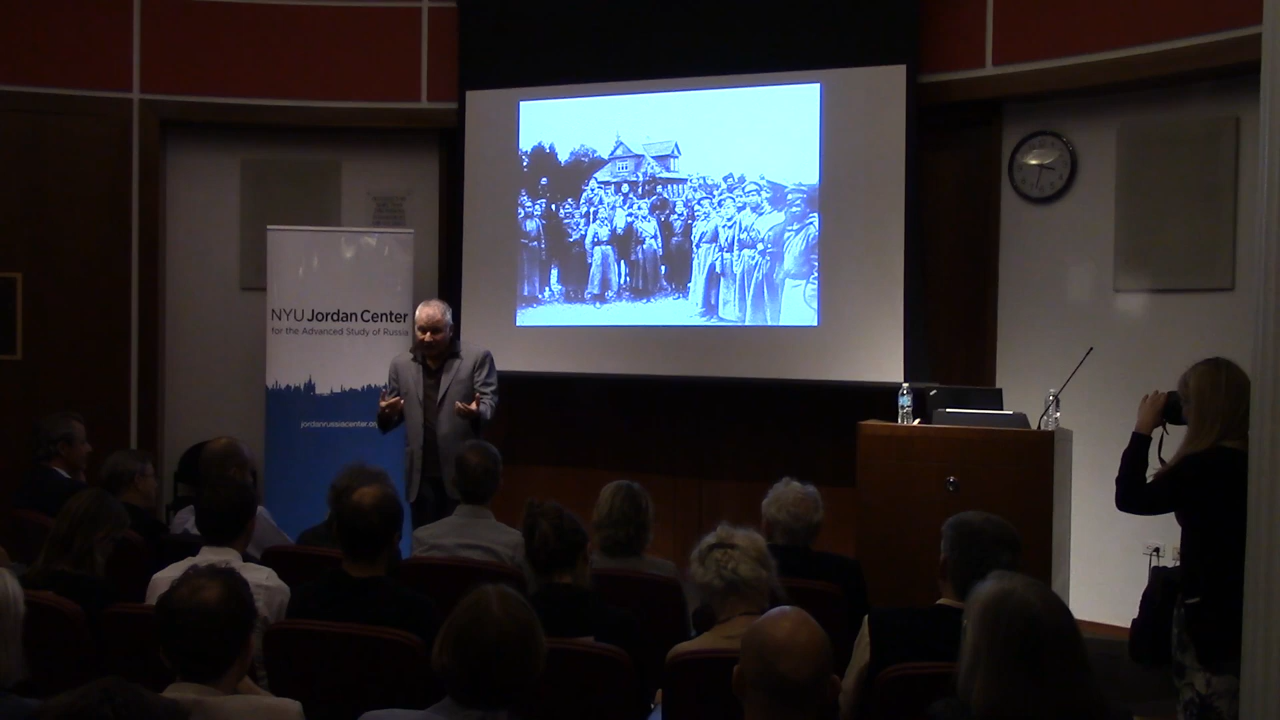 NYU Jordan Center
for the Advanced Study of Russia
jordanrussiacenter.org